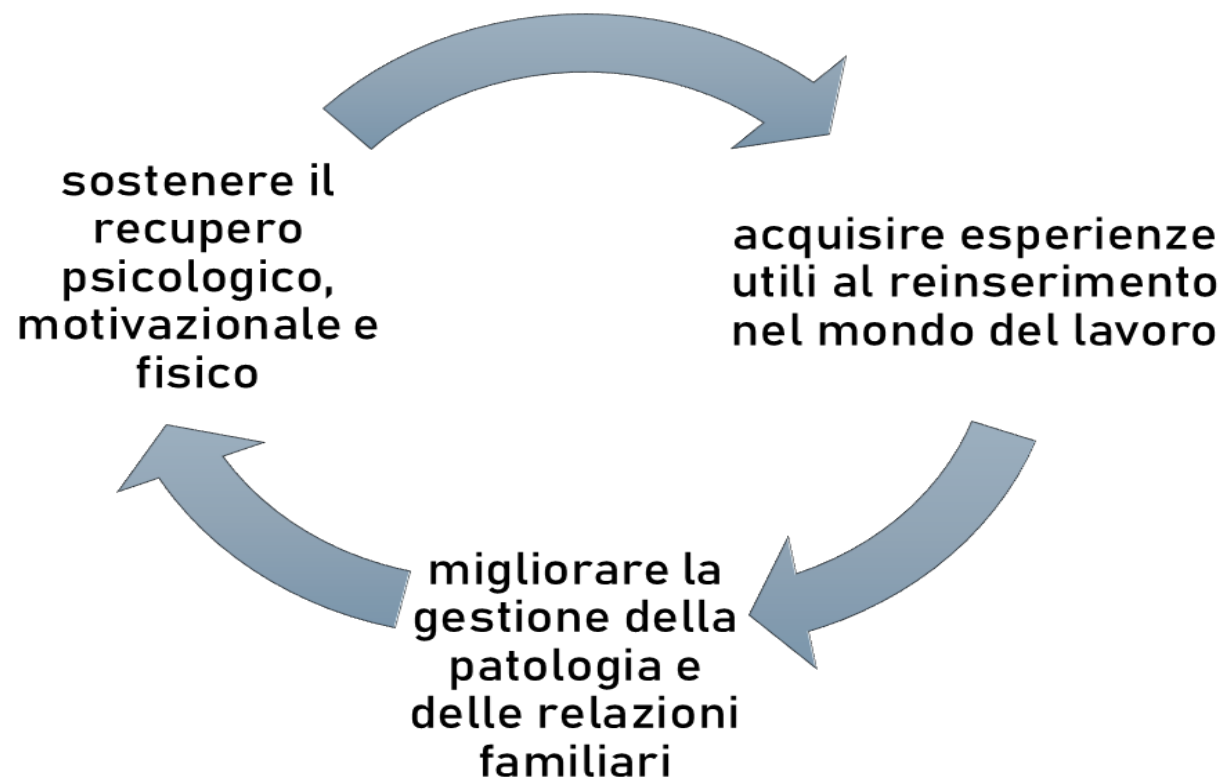 sostenere il
recupero
psicologico,
motivazionale e
fisico
acquisire esperienze
utili al reinserimento
nel mondo del lavoro
migliorare la
gestione della
patologia e
delle relazioni
familiari